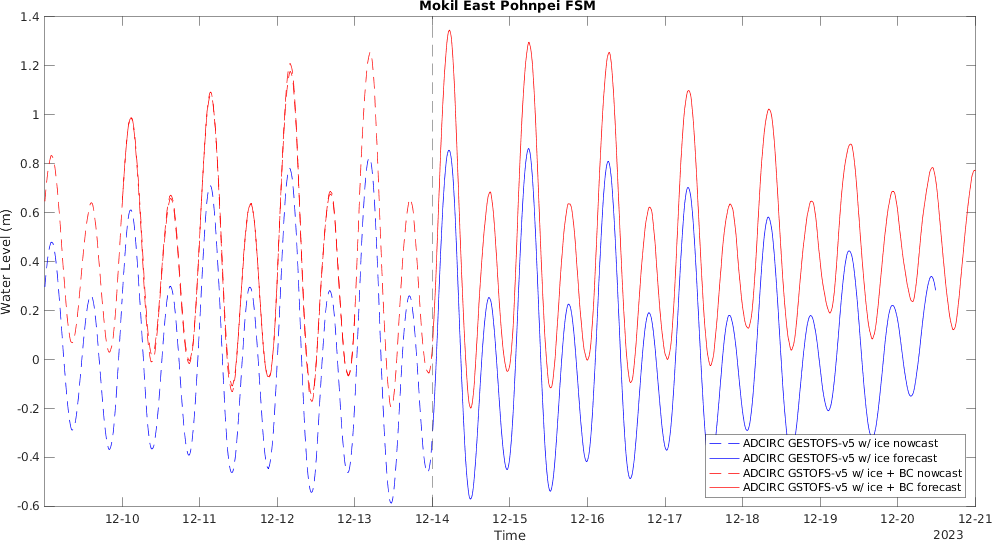 Mokil East Pohnpei FSM
1.4
1.2
1
0.8
0.6
0.4
0.2
0
-0.2
-0.4
-0.6
Water Level (m)
ADCIRC GESTOFS-v5 w/ ice nowcast
ADCIRC GESTOFS-v5 w/ ice forecast
ADCIRC GSTOFS-v5 w/ ice + BC nowcast
ADCIRC GSTOFS-v5 w/ ice + BC forecast
12-10 12-11 12-12 12-13 12-14 12-15 12-16 12-17 12-18 12-19 12-20 12-21
Time
2023